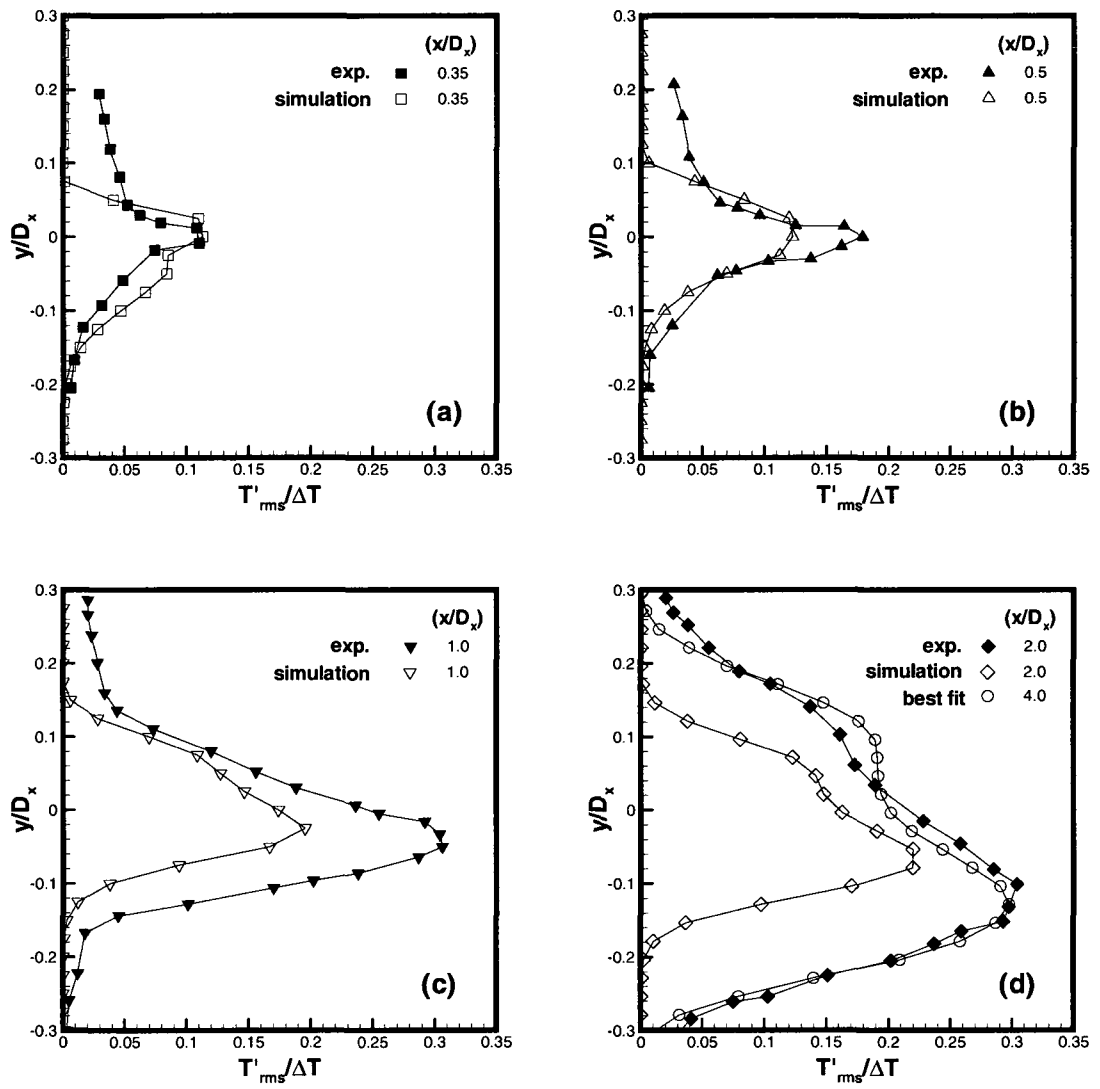 0.3
0.2
0.1
0
-0.1
-0.2
-0.3
y/Dx
(x/Dx)
exp. 0.35
simulation 0.35
(a)
0 0.05 0.1 0.15 0.2 0.25 0.3 0.35
T'rms/ΔT
0.3
0.2
0.1
0
-0.1
-0.2
-0.3
y/Dx
(x/Dx)
exp. 0.5
simulation 0.5
(b)
0 0.05 0.1 0.15 0.2 0.25 0.3 0.35
T'rms/ΔT
0.3
0.2
0.1
0
-0.1
-0.2
-0.3
y/Dx
(x/Dx)
exp. 1.0
simulation 1.0
(c)
0 0.05 0.1 0.15 0.2 0.25 0.3 0.35
T'rms/ΔT
0.3
0.2
0.1
0
-0.1
-0.2
-0.3
y/Dx
(x/Dx)
exp. 2.0
simulation 2.0
best fit 4.0
(d)
0 0.05 0.1 0.15 0.2 0.25 0.3 0.35
T'rms/ΔT